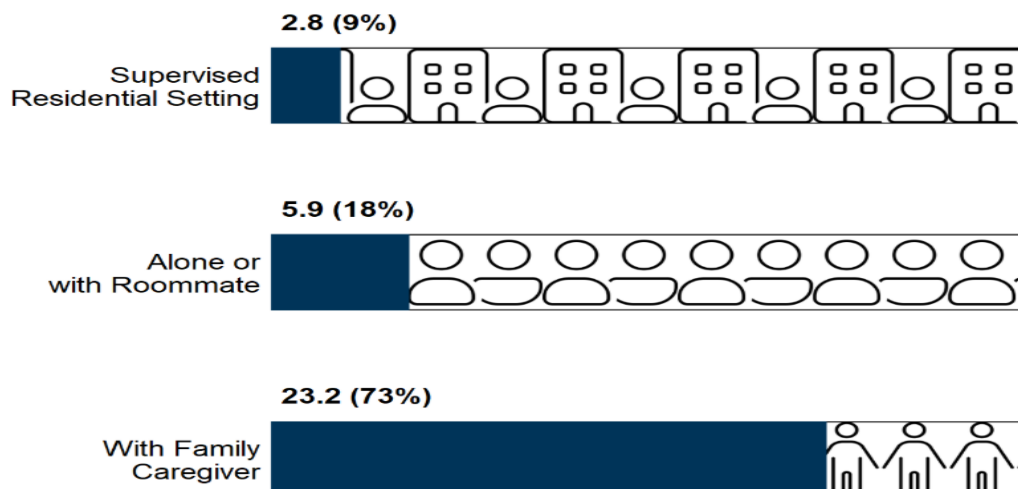 2.8 (9%)
Supervised
Residential Setting
5.9 (18%)
Alone or
with Roommate
23.2 (73%)
With Family
Caregiver